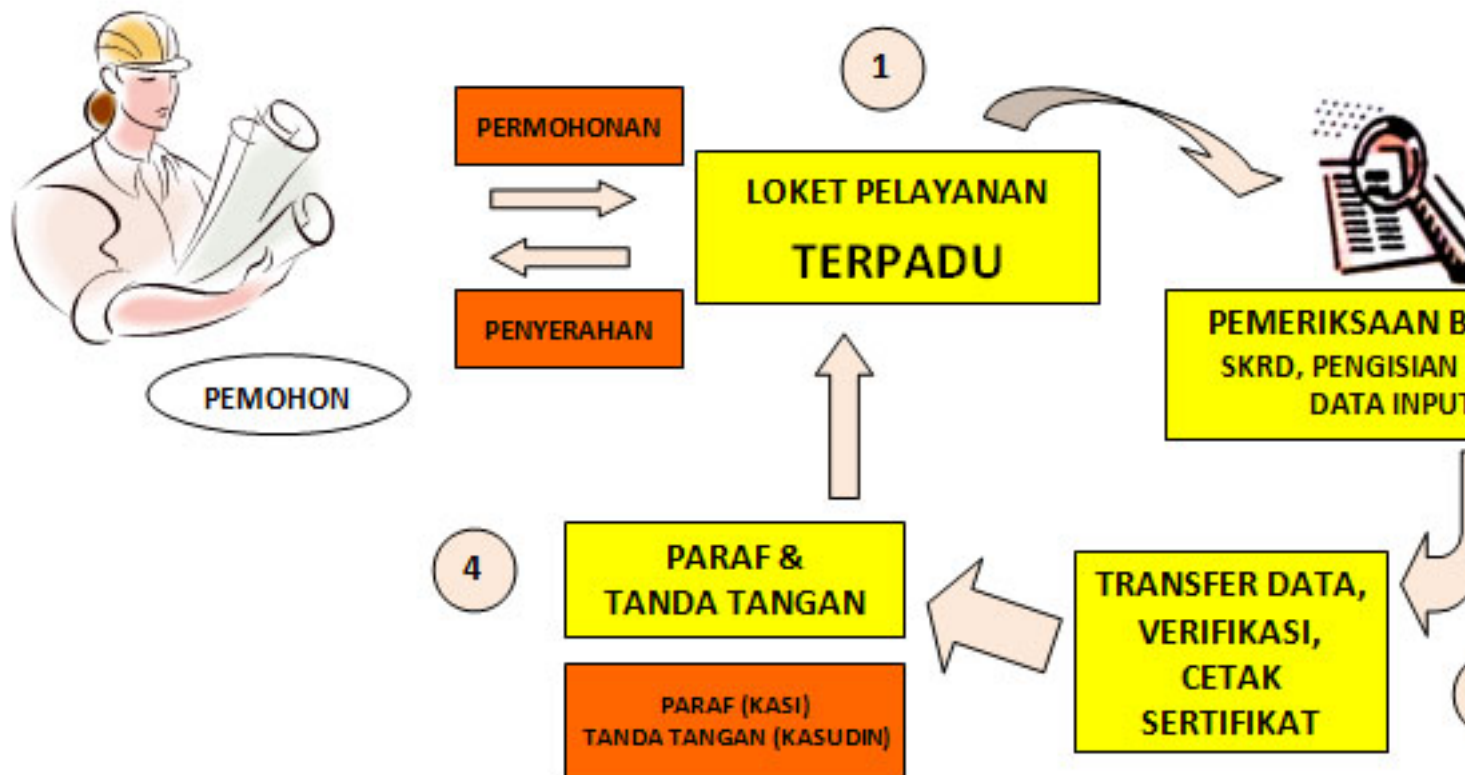 1
PERMOHONAN
LOKET PELAYANAN
TERPADU
PENYERAHAN
PEMOHON
PEMERIKSAAN B
SKRD, PENGISIAN
DATA INPUT
4
PARAF &
TANDA TANGAN
TRANSFER DATA,
VERIFIKASI,
CETAK
SERTIFIKAT
PARAF (KASI)
TANDA TANGAN (KASUDIN)